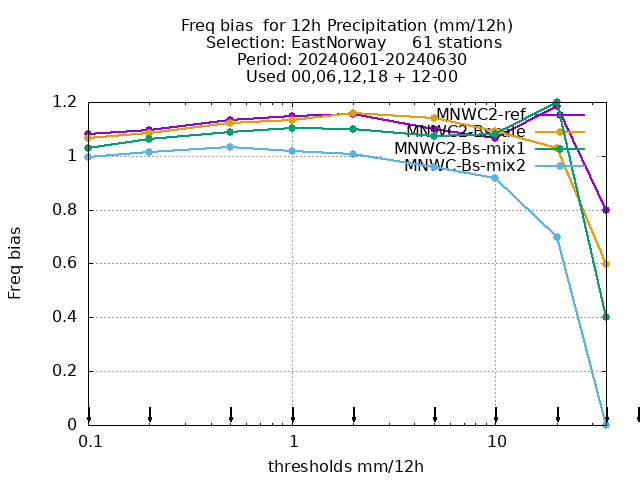 Freq bias  for 12h Precipitation (mm/12h)
Selection: EastNorway     61 stations
Period: 20240601-20240630
Used 00,06,12,18 + 12-00
1.2
1
0.8
0.6
0.4
0.2
0
Freq bias
MNWC2-ref
MNWC2-Bs-mix1
MNWC-Bs-mix2
0.1
1
10
thresholds mm/12h